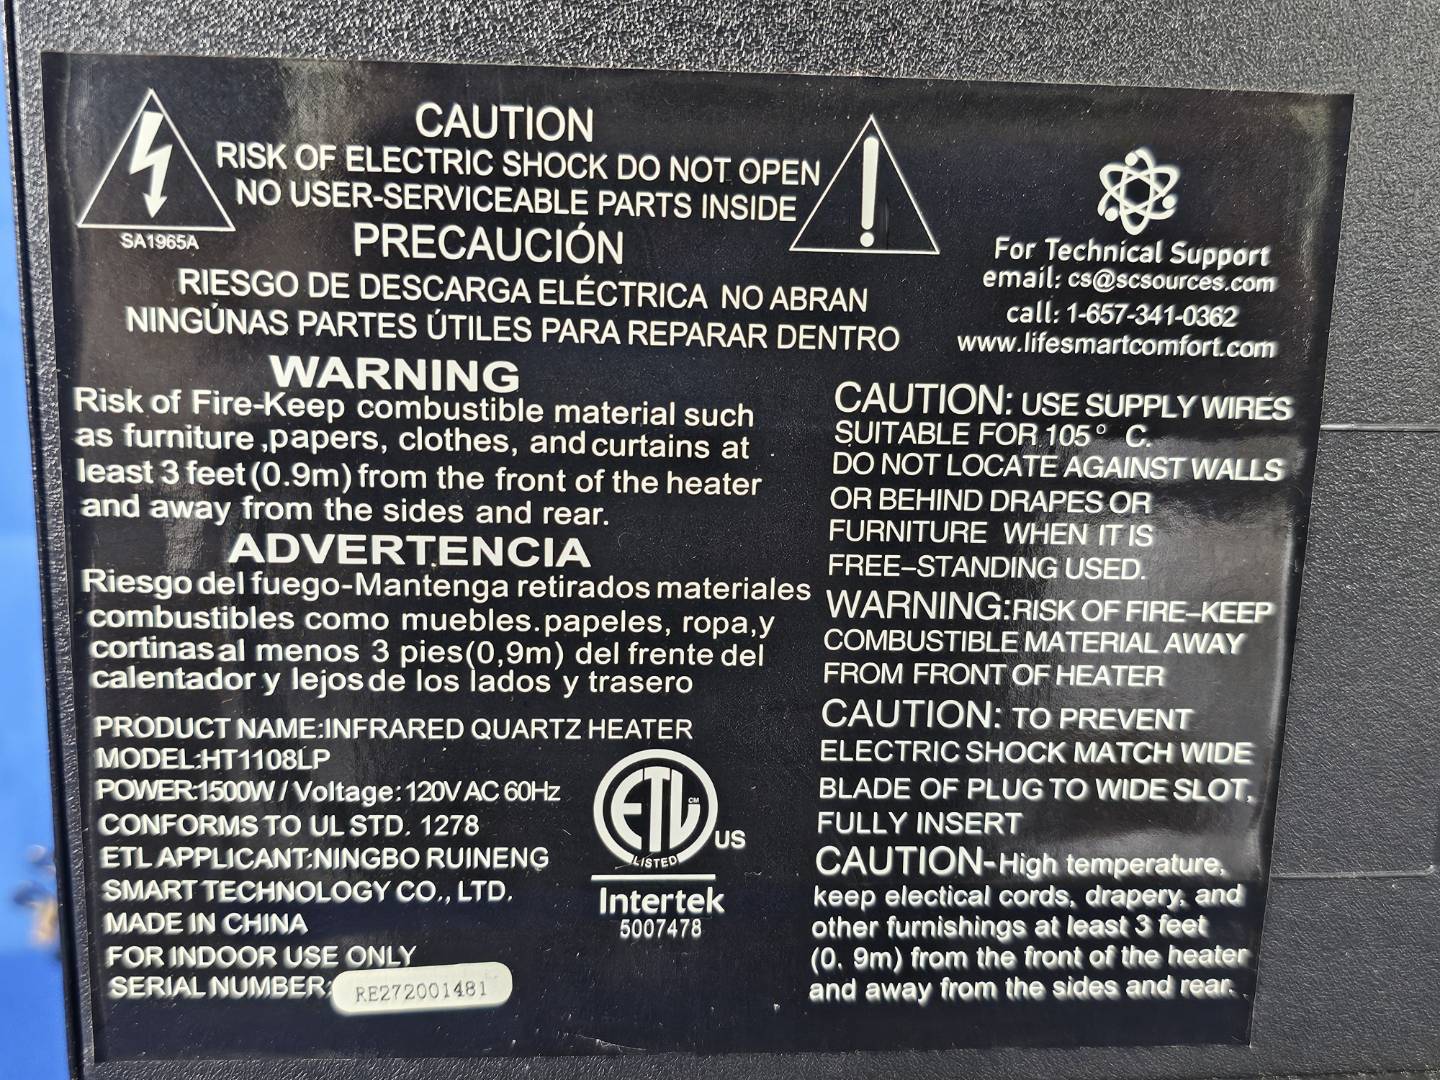 CAUTION
RISK OF ELECTRIC SHOCK DO NOT OPEN
NO USER-SERVICEABLE PARTS INSIDE
SA1965A
PRECAUCIÓN
RIESGO DE DESCARGA ELÉCTRICA NO ABRAN
NINGÚNAS PARTES ÚTILES PARA REPARAR DENTRO
For Technical Support
email: cs@scsources.com
call: 1-657-341-0362
www.lifesmartcomfort.com
WARNING
Risk of Fire-Keep combustible material such
as furniture ,papers, clothes, and curtains at
least 3 feet (0.9m) from the front of the heater
and away from the sides and rear.
ADVERTENCIA
Riesgo del fuego-Mantenga retirados materiales
combustibles como muebles.papeles, ropa,y
cortinas al menos 3 pies(0,9m) del frente del
calentador y lejos de los lados y trasero
PRODUCT NAME:INFRARED QUARTZ HEATER
MODEL:HT1108LP
POWER:1500W / Voltage: 120V AC 60Hz
CONFORMS TO UL STD. 1278
ETL APPLICANT:NINGBO RUINENG
SMART TECHNOLOGY CO., LTD.
MADE IN CHINA
FOR INDOOR USE ONLY
SERIAL NUMBER: RE272001481
ETL CM
LISTED
US
Intertek
5007478
CAUTION: USE SUPPLY WIRES
SUITABLE FOR 105° C.
DO NOT LOCATE AGAINST WALLS
OR BEHIND DRAPES OR
FURNITURE WHEN IT IS
FREE-STANDING USED.
WARNING:RISK OF FIRE-KEEP
COMBUSTIBLE MATERIAL AWAY
FROM FRONT OF HEATER
CAUTION: TO PREVENT
ELECTRIC SHOCK MATCH WIDE
BLADE OF PLUG TO WIDE SLOT,
FULLY INSERT
CAUTION-High temperature,
keep electical cords, drapery, and
other furnishings at least 3 feet
(0. 9m) from the front of the heater
and away from the sides and rear.